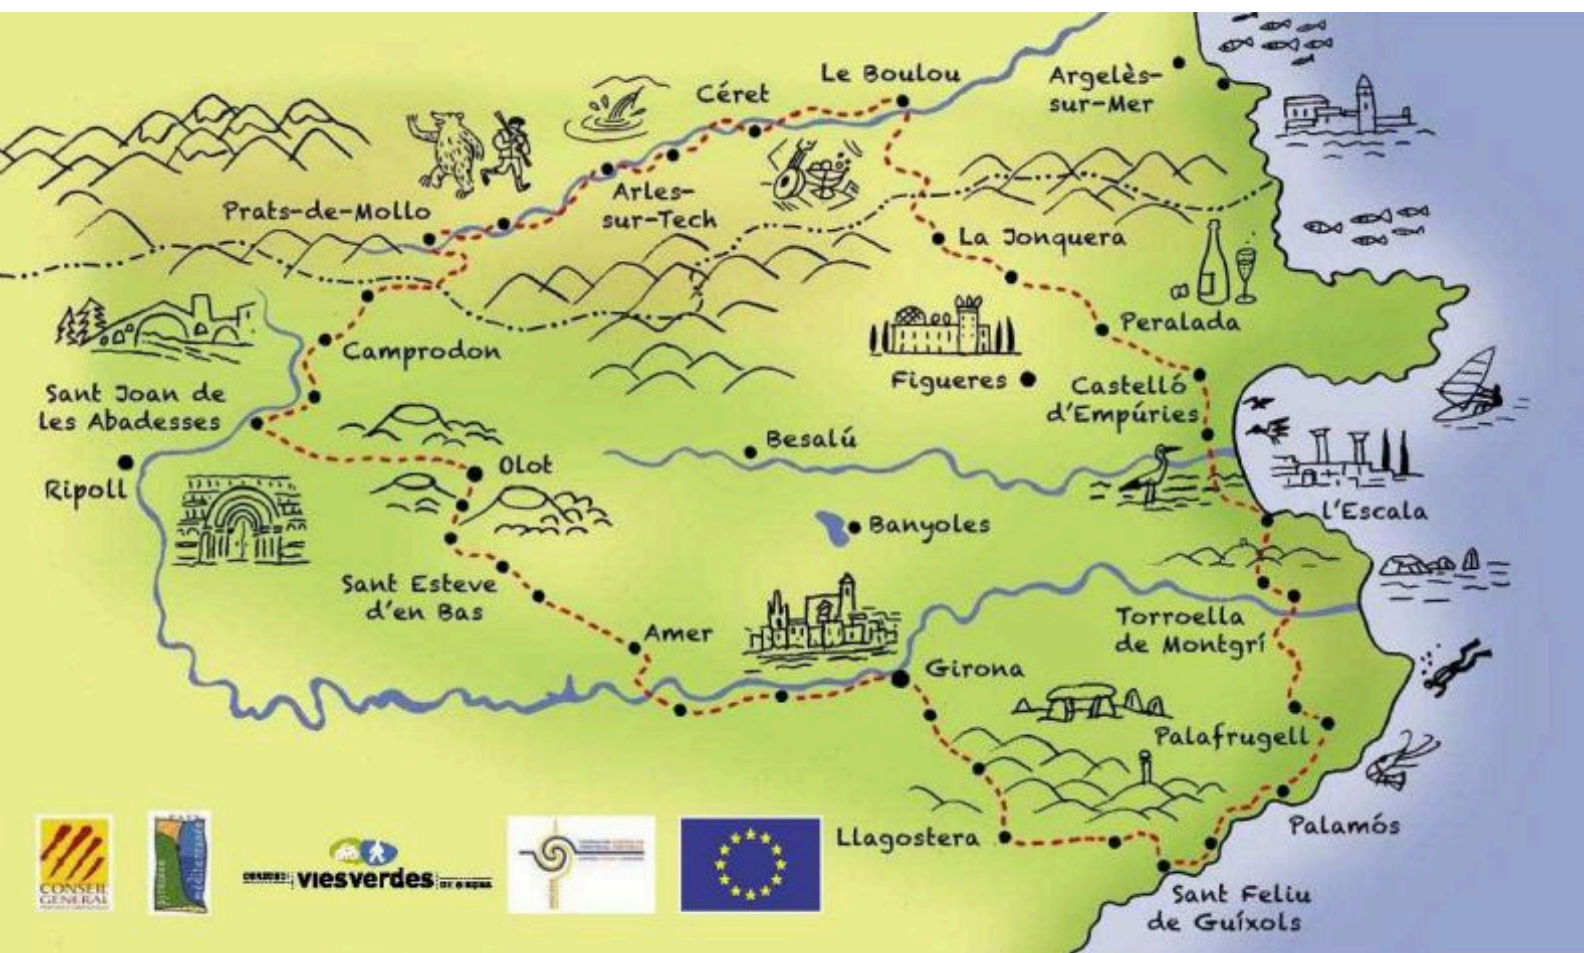 Le Boulou
Argelès-
sur-Mer
Céret
Arles-
sur-Tech
Prats-de-Mollo
La Jonquera
Peralada
Camprodon
Figueres
Castelló
d'Empúries
Sant Joan de
les Abadesses
Besalú
Olot
Ripoll
l'Escala
Banyoles
Sant Esteve
d'en Bas
Torroella
de Montgrí
Amer
Girona
Palafrugell
Llagostera
Palamós
Sant Feliu
de Guíxols
CONSEIL
GENERAL
viesverdes